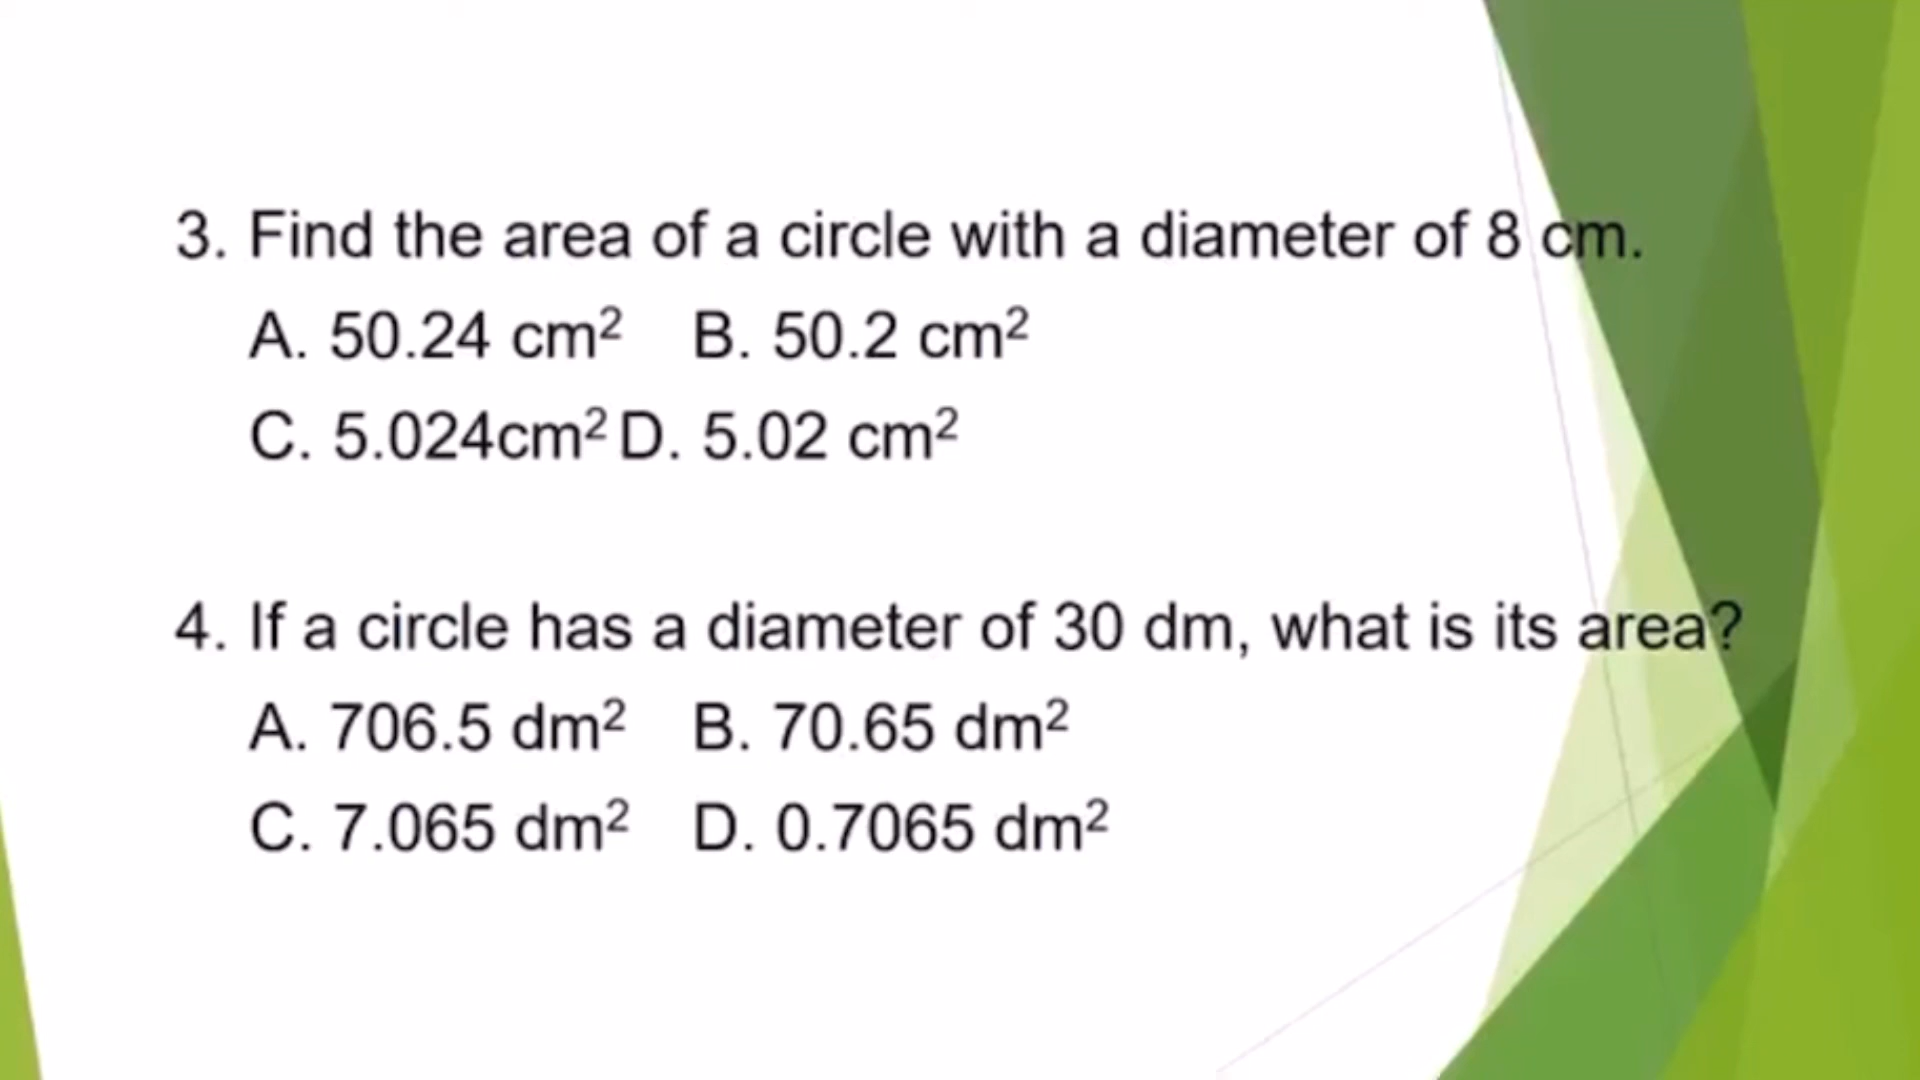 3. Find the area of a circle with a diameter of 8 cm.
A. 50.24 cm² B. 50.2 cm²
C. 5.024cm² D. 5.02 cm²
4. If a circle has a diameter of 30 dm, what is its area?
A. 706.5 dm² B. 70.65 dm²
C. 7.065 dm² D. 0.7065 dm²